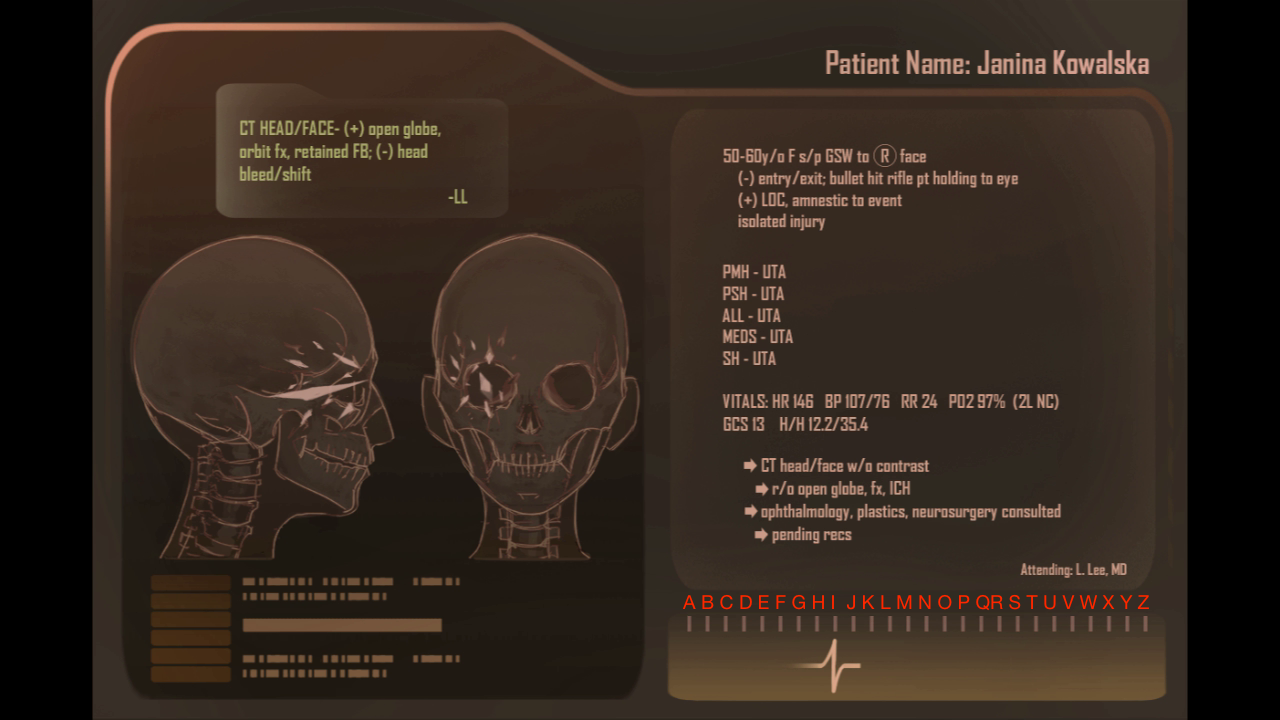 Patient Name: Janina Kowalska
CT HEAD/FACE- (+) open globe,
orbit fx, retained FB; (-) head
bleed/shift
-LL
50-60y/o F s/p GSW to R face
(-) entry/exit; bullet hit rifle pt holding to eye
(+) LOC, amnestic to event
isolated injury
PMH - UTA
PSH - UTA
ALL - UTA
MEDS - UTA
SH - UTA
VITALS: HR 146 BP 107/76 RR 24 PO2 97% (2L NC)
GCS 13 H/H 12.2/35.4
➡ CT head/face w/o contrast
➡ r/o open globe, fx, ICH
➡ ophthalmology, plastics, neurosurgery consulted
➡ pending recs
Attending: L. Lee, MD
A B C D E F G H I J K L M N O P Q R S T U V W X Y Z